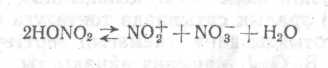 2HONO₂ ⇄ NO₂⁺ + NO₃⁻ + H₂O